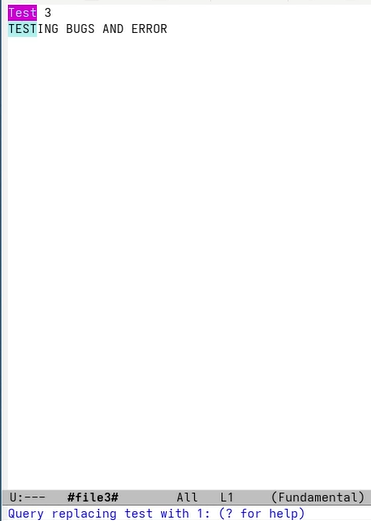 Test 3
TESTING BUGS AND ERROR
U:---  #file3#  All  L1  (Fundamental)
Query replacing test with 1: (? for help)